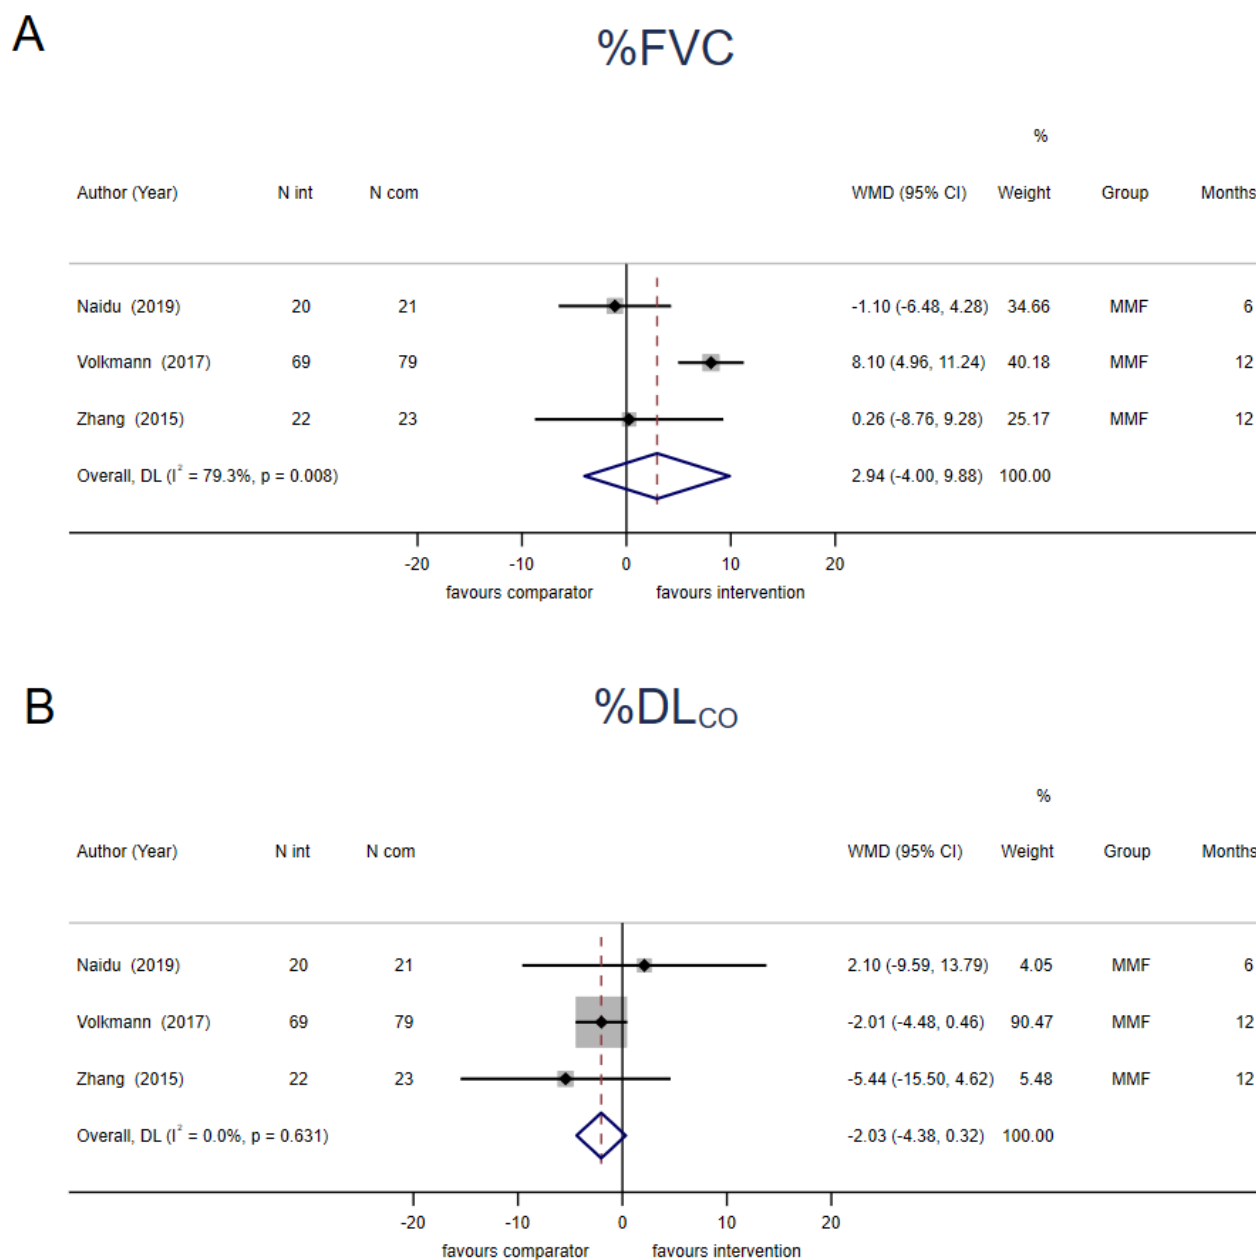 A
%FVC
%
Author (Year) N int N com WMD (95% CI) Weight Group Months
Naidu (2019) 20 21 -1.10 (-6.48, 4.28) 34.66 MMF 6
Volkmann (2017) 69 79 8.10 (4.96, 11.24) 40.18 MMF 12
Zhang (2015) 22 23 0.26 (-8.76, 9.28) 25.17 MMF 12
Overall, DL (I² = 79.3%, p = 0.008) 2.94 (-4.00, 9.88) 100.00
-20 -10 0 10 20
favours comparator favours intervention
B
%DLCO
%
Author (Year) N int N com WMD (95% CI) Weight Group Months
Naidu (2019) 20 21 2.10 (-9.59, 13.79) 4.05 MMF 6
Volkmann (2017) 69 79 -2.01 (-4.48, 0.46) 90.47 MMF 12
Zhang (2015) 22 23 -5.44 (-15.50, 4.62) 5.48 MMF 12
Overall, DL (I² = 0.0%, p = 0.631) -2.03 (-4.38, 0.32) 100.00
-20 -10 0 10 20
favours comparator favours intervention